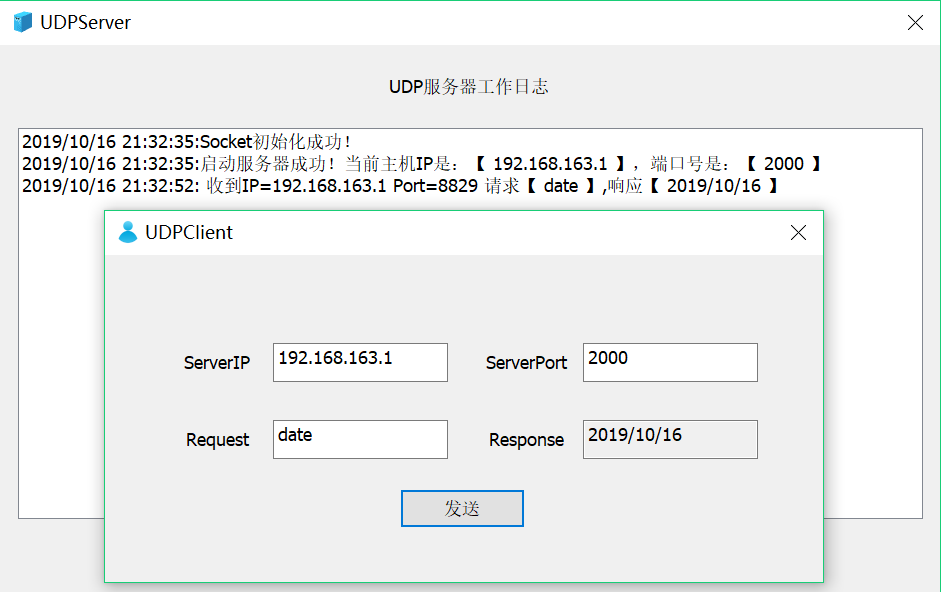 UDPServer
UDP服务器工作日志
2019/10/16 21:32:35:Socket初始化成功！
2019/10/16 21:32:35:启动服务器成功！当前主机IP是：【 192.168.163.1 】，端口号是：【 2000 】
2019/10/16 21:32:52: 收到IP=192.168.163.1 Port=8829 请求【 date 】,响应【 2019/10/16 】
UDPClient
ServerIP 192.168.163.1 ServerPort 2000
Request date Response 2019/10/16
发送